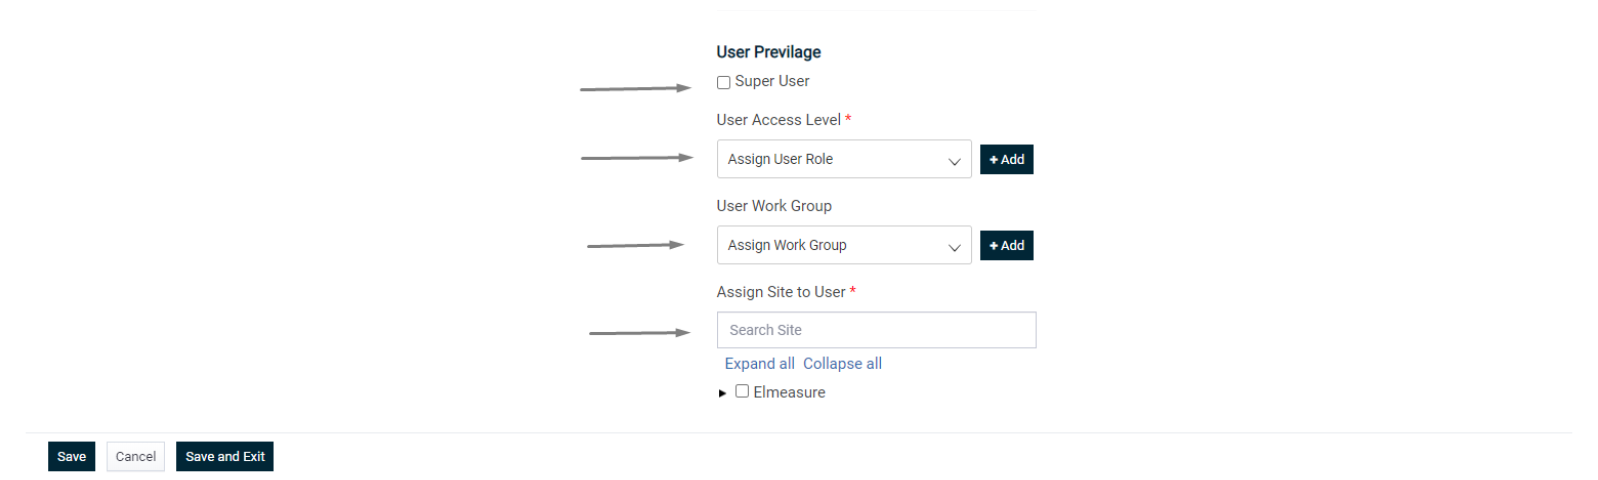 User Previlage
Super User
User Access Level *
Assign User Role
+ Add
User Work Group
Assign Work Group
+ Add
Assign Site to User *
Search Site
Expand all Collapse all
Elmeasure
Save Cancel Save and Exit